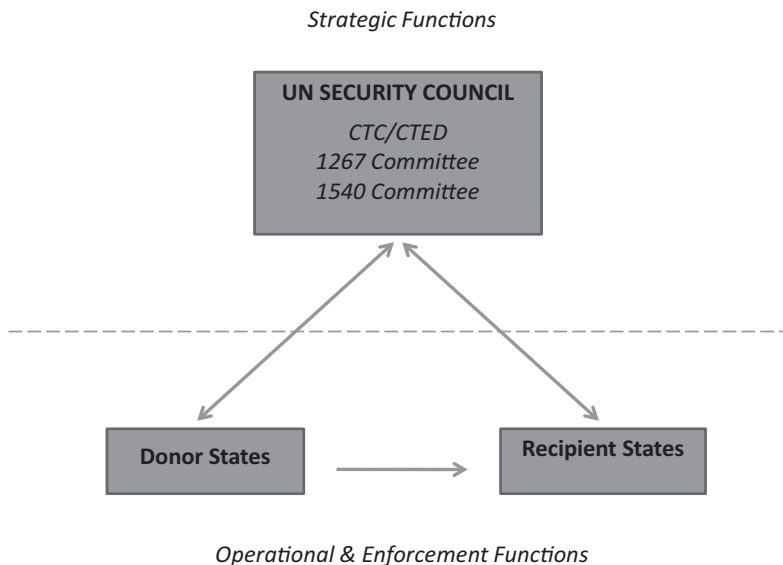 Strategic Functions
UN SECURITY COUNCIL
CTC/CTED
1267 Committee
1540 Committee
Donor States
Recipient States
Operational & Enforcement Functions